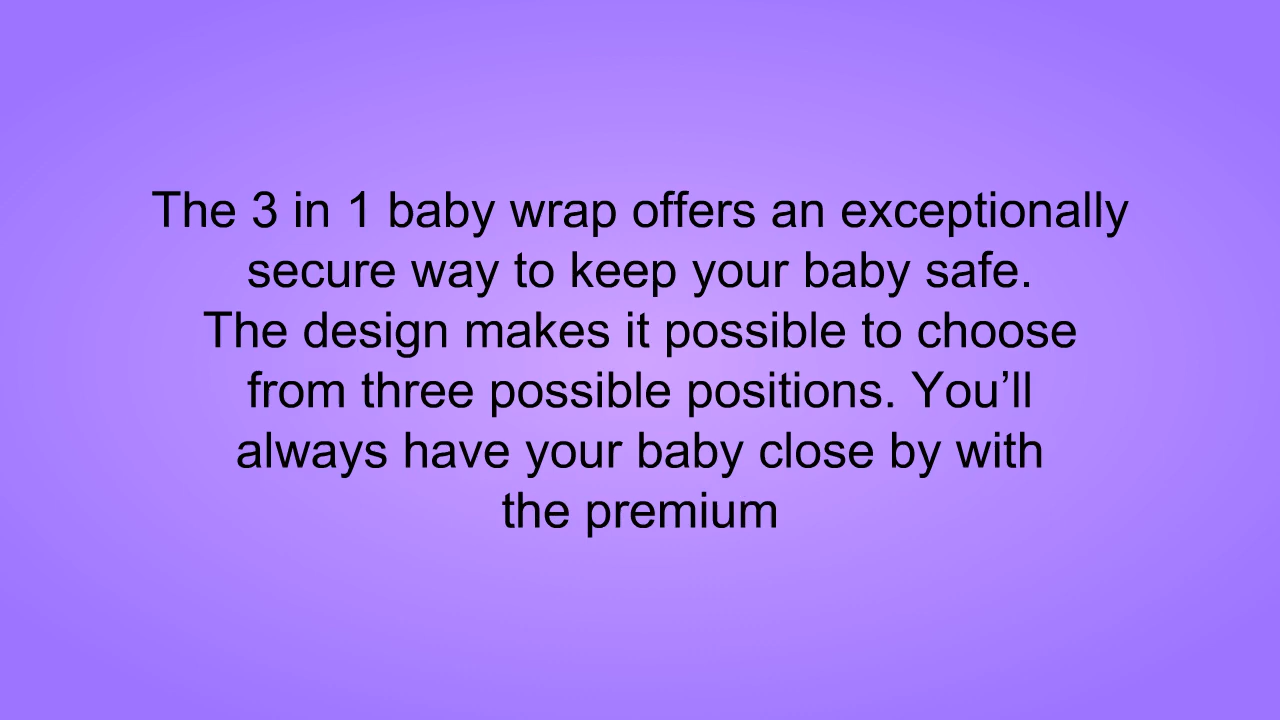 The 3 in 1 baby wrap offers an exceptionally
secure way to keep your baby safe.
The design makes it possible to choose
from three possible positions. You’ll
always have your baby close by with
the premium